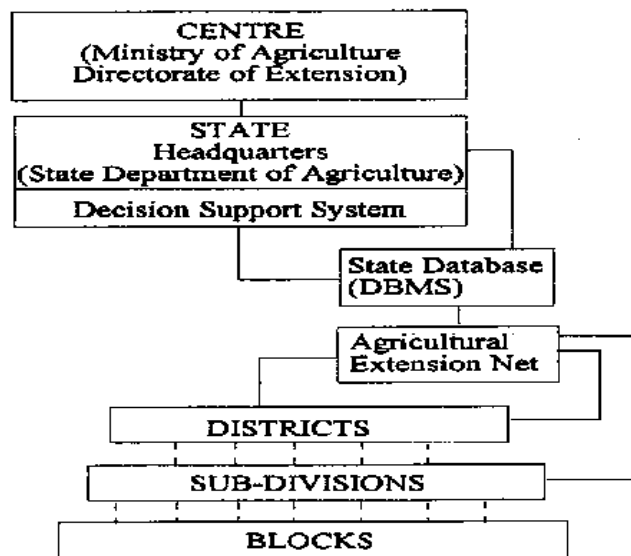 CENTRE
(Ministry of Agriculture
Directorate of Extension)
STATE
Headquarters
(State Department of Agriculture)
Decision Support System
State Database
(DBMS)
Agricultural
Extension Net
DISTRICTS
SUB-DIVISIONS
BLOCKS